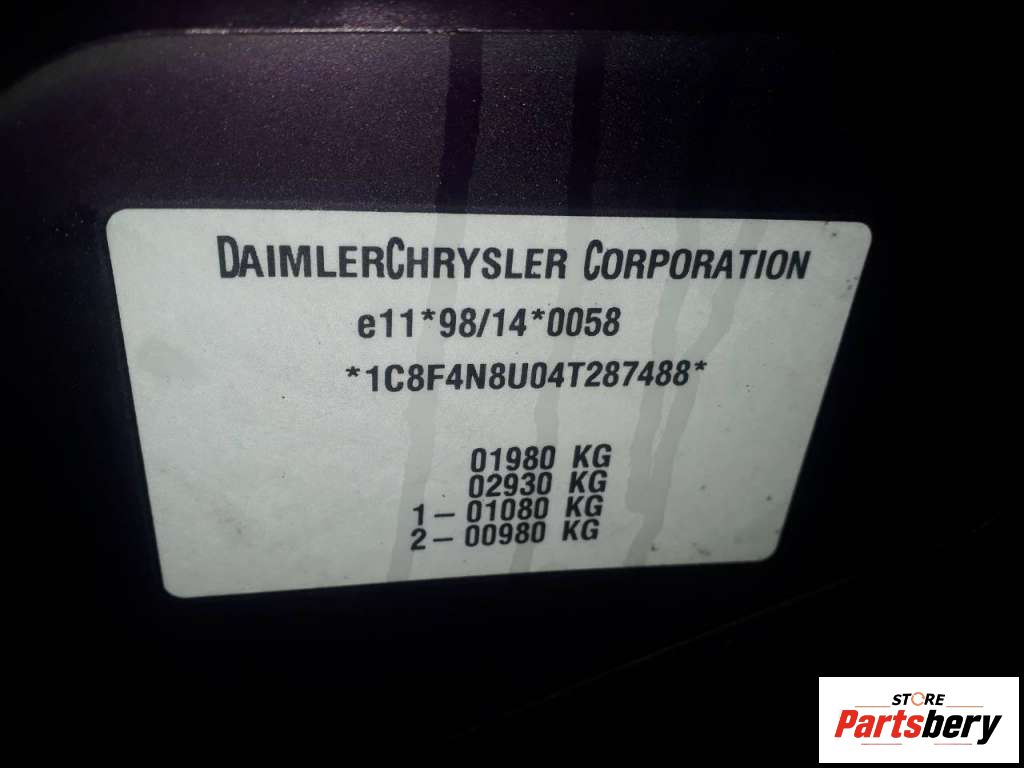 DAIMLERCHRYSLER CORPORATION
e11*98/14*0058
*1C8F4N8U04T287488*
01980 KG
02930 KG
1– 01080 KG
2– 00980 KG
STORE
Partsbery